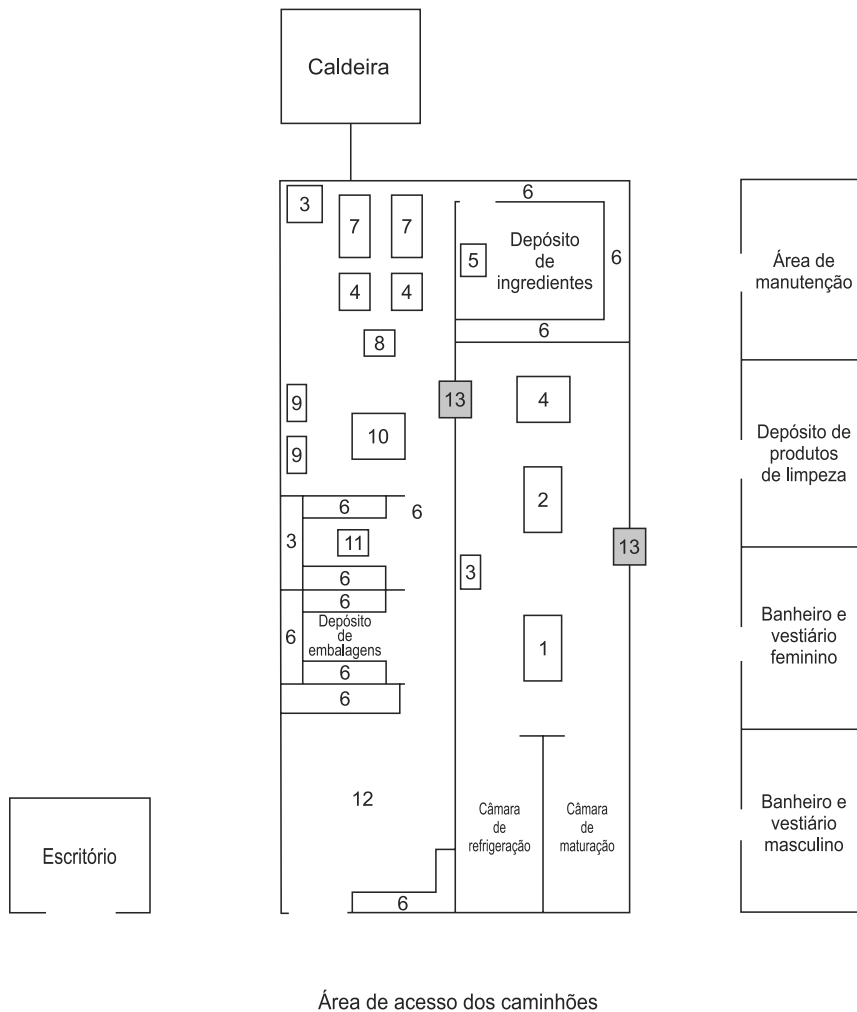 Caldeira
6
3
7
7
5
Depósito
de
ingredientes
6
Área de
manutenção
4
4
6
8
9
13
4
10
9
Depósito de
produtos
de limpeza
2
6
6
3
11
13
3
6
6
6
Depósito
de
embalagens
6
6
1
Banheiro e
vestiário
feminino
12
Câmara
de
refrigeração
Câmara
de
maturação
Banheiro e
vestiário
masculino
Escritório
6
Área de acesso dos caminhões